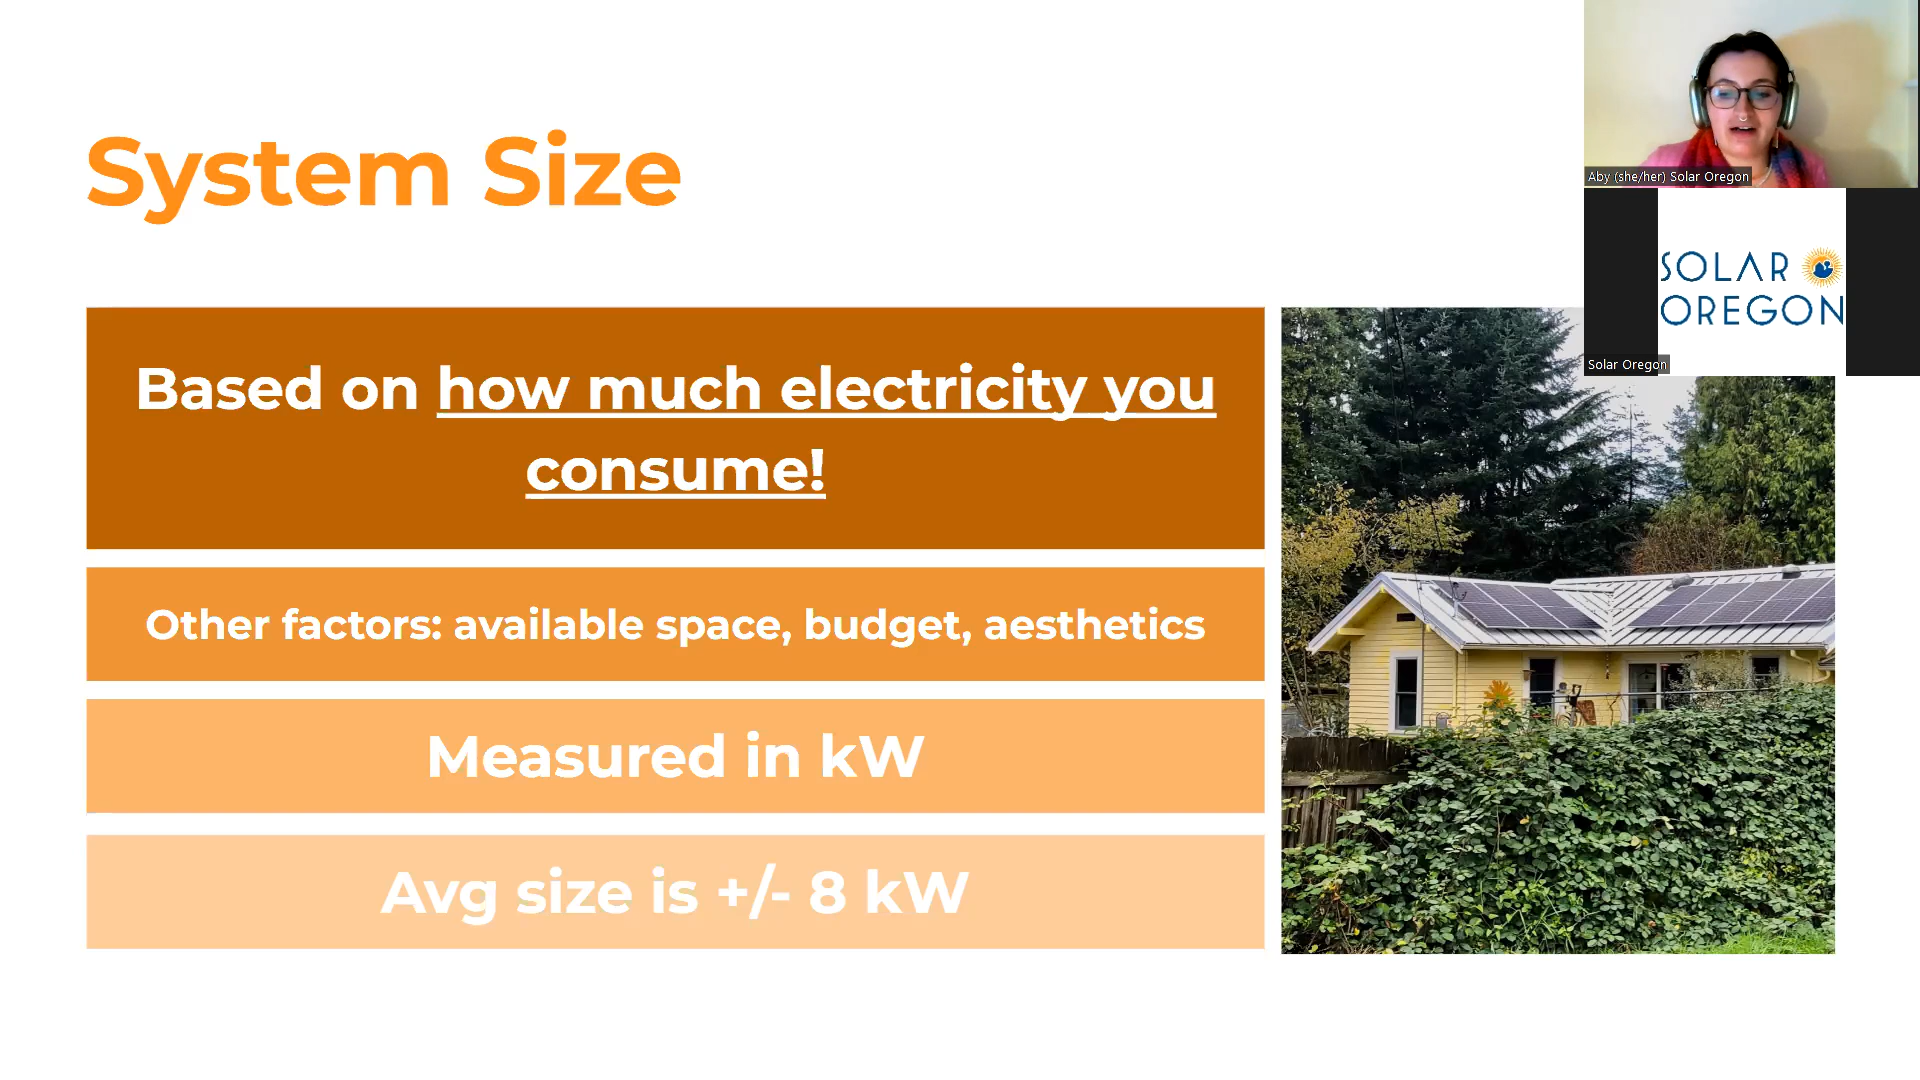 System Size
Based on how much electricity you
consume!
Other factors: available space, budget, aesthetics
Measured in kW
Avg size is +/- 8 kW
Aby (she/her) Solar Oregon
SOLAR
OREGON
Solar Oregon